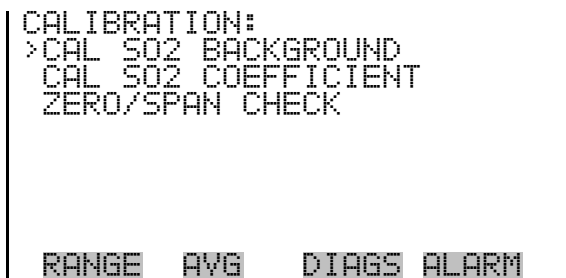 CALIBRATION:
>CAL SO2 BACKGROUND
CAL SO2 COEFFICIENT
ZERO/SPAN CHECK
RANGE AVG DIAGS ALARM